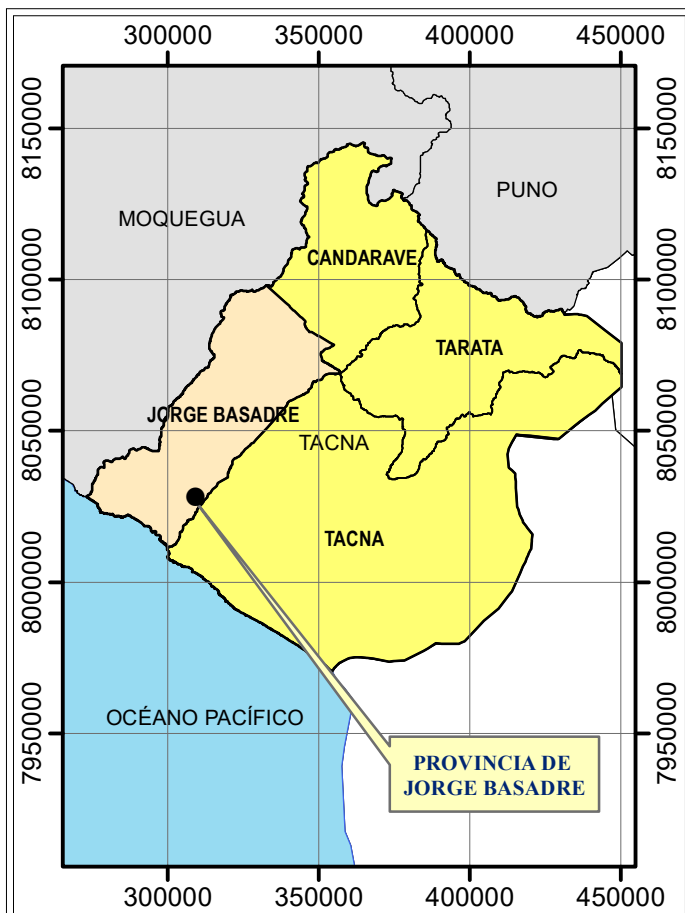 300000 350000 400000 450000
8150000 8150000
PUNO
MOQUEGUA
CANDARAVE
8100000 8100000
TARATA
JORGE BASADRE
8050000 8050000
TACNA
TACNA
8000000 8000000
OCÉANO PACÍFICO
7950000 7950000
PROVINCIA DE
JORGE BASADRE
300000 350000 400000 450000